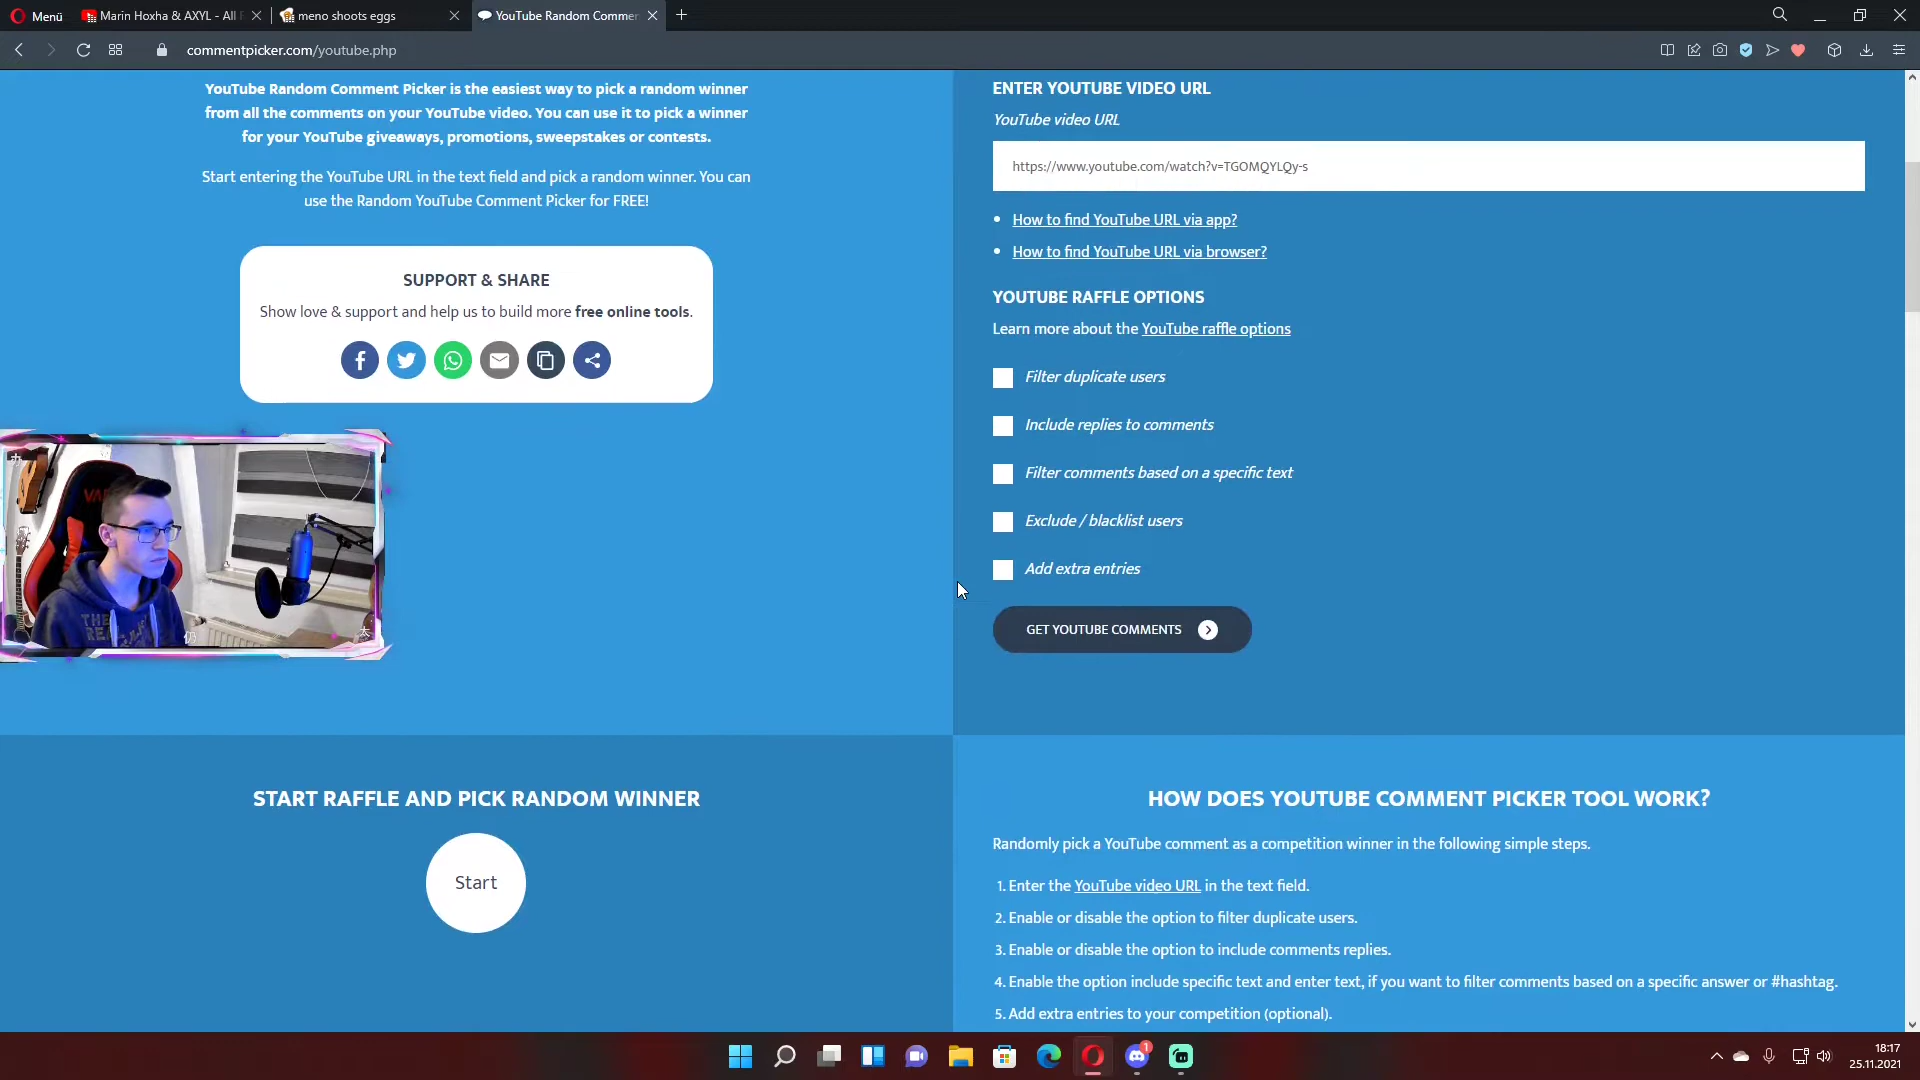 Menü
Marin Hoxha & AXYL - All
meno shoots eggs
YouTube Random Comme
commentpicker.com/youtube.php
YouTube Random Comment Picker is the easiest way to pick a random winner
from all the comments on your YouTube video. You can use it to pick a winner
for your YouTube giveaways, promotions, sweepstakes or contests.
Start entering the YouTube URL in the text field and pick a random winner. You can
use the Random YouTube Comment Picker for FREE!
SUPPORT & SHARE
Show love & support and help us to build more free online tools.
ENTER YOUTUBE VIDEO URL
YouTube video URL
https://www.youtube.com/watch?v=TGOMQYLQy-s
How to find YouTube URL via app?
How to find YouTube URL via browser?
YOUTUBE RAFFLE OPTIONS
Learn more about the YouTube raffle options
Filter duplicate users
Include replies to comments
Filter comments based on a specific text
Exclude / blacklist users
Add extra entries
GET YOUTUBE COMMENTS
START RAFFLE AND PICK RANDOM WINNER
Start
HOW DOES YOUTUBE COMMENT PICKER TOOL WORK?
Randomly pick a YouTube comment as a competition winner in the following simple steps.
1. Enter the YouTube video URL in the text field.
2. Enable or disable the option to filter duplicate users.
3. Enable or disable the option to include comments replies.
4. Enable the option include specific text and enter text, if you want to filter comments based on a specific answer or #hashtag.
5. Add extra entries to your competition (optional).
1
18:17
25.11.2021